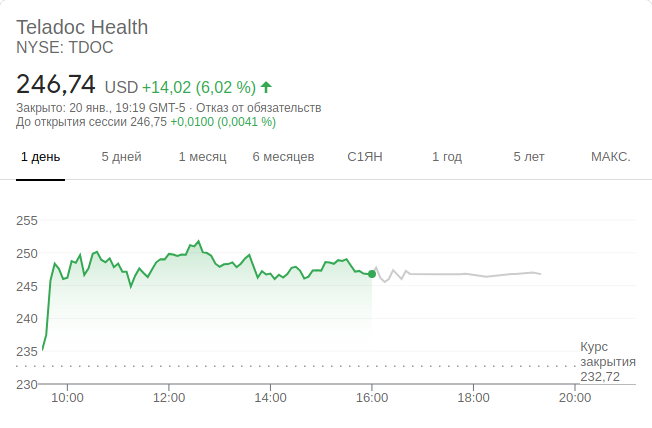 Teladoc Health
NYSE: TDOC
246,74 USD +14,02 (6,02 %)
Закрыто: 20 янв., 19:19 GMT-5 · Отказ от обязательств
До открытия сессии 246,75 +0,0100 (0,0041 %)
1 день 5 дней 1 месяц 6 месяцев С1ЯН 1 год 5 лет МАКС.
255
250
245
240
235
230
Курс
закрытия
232,72
10:00 12:00 14:00 16:00 18:00 20:00